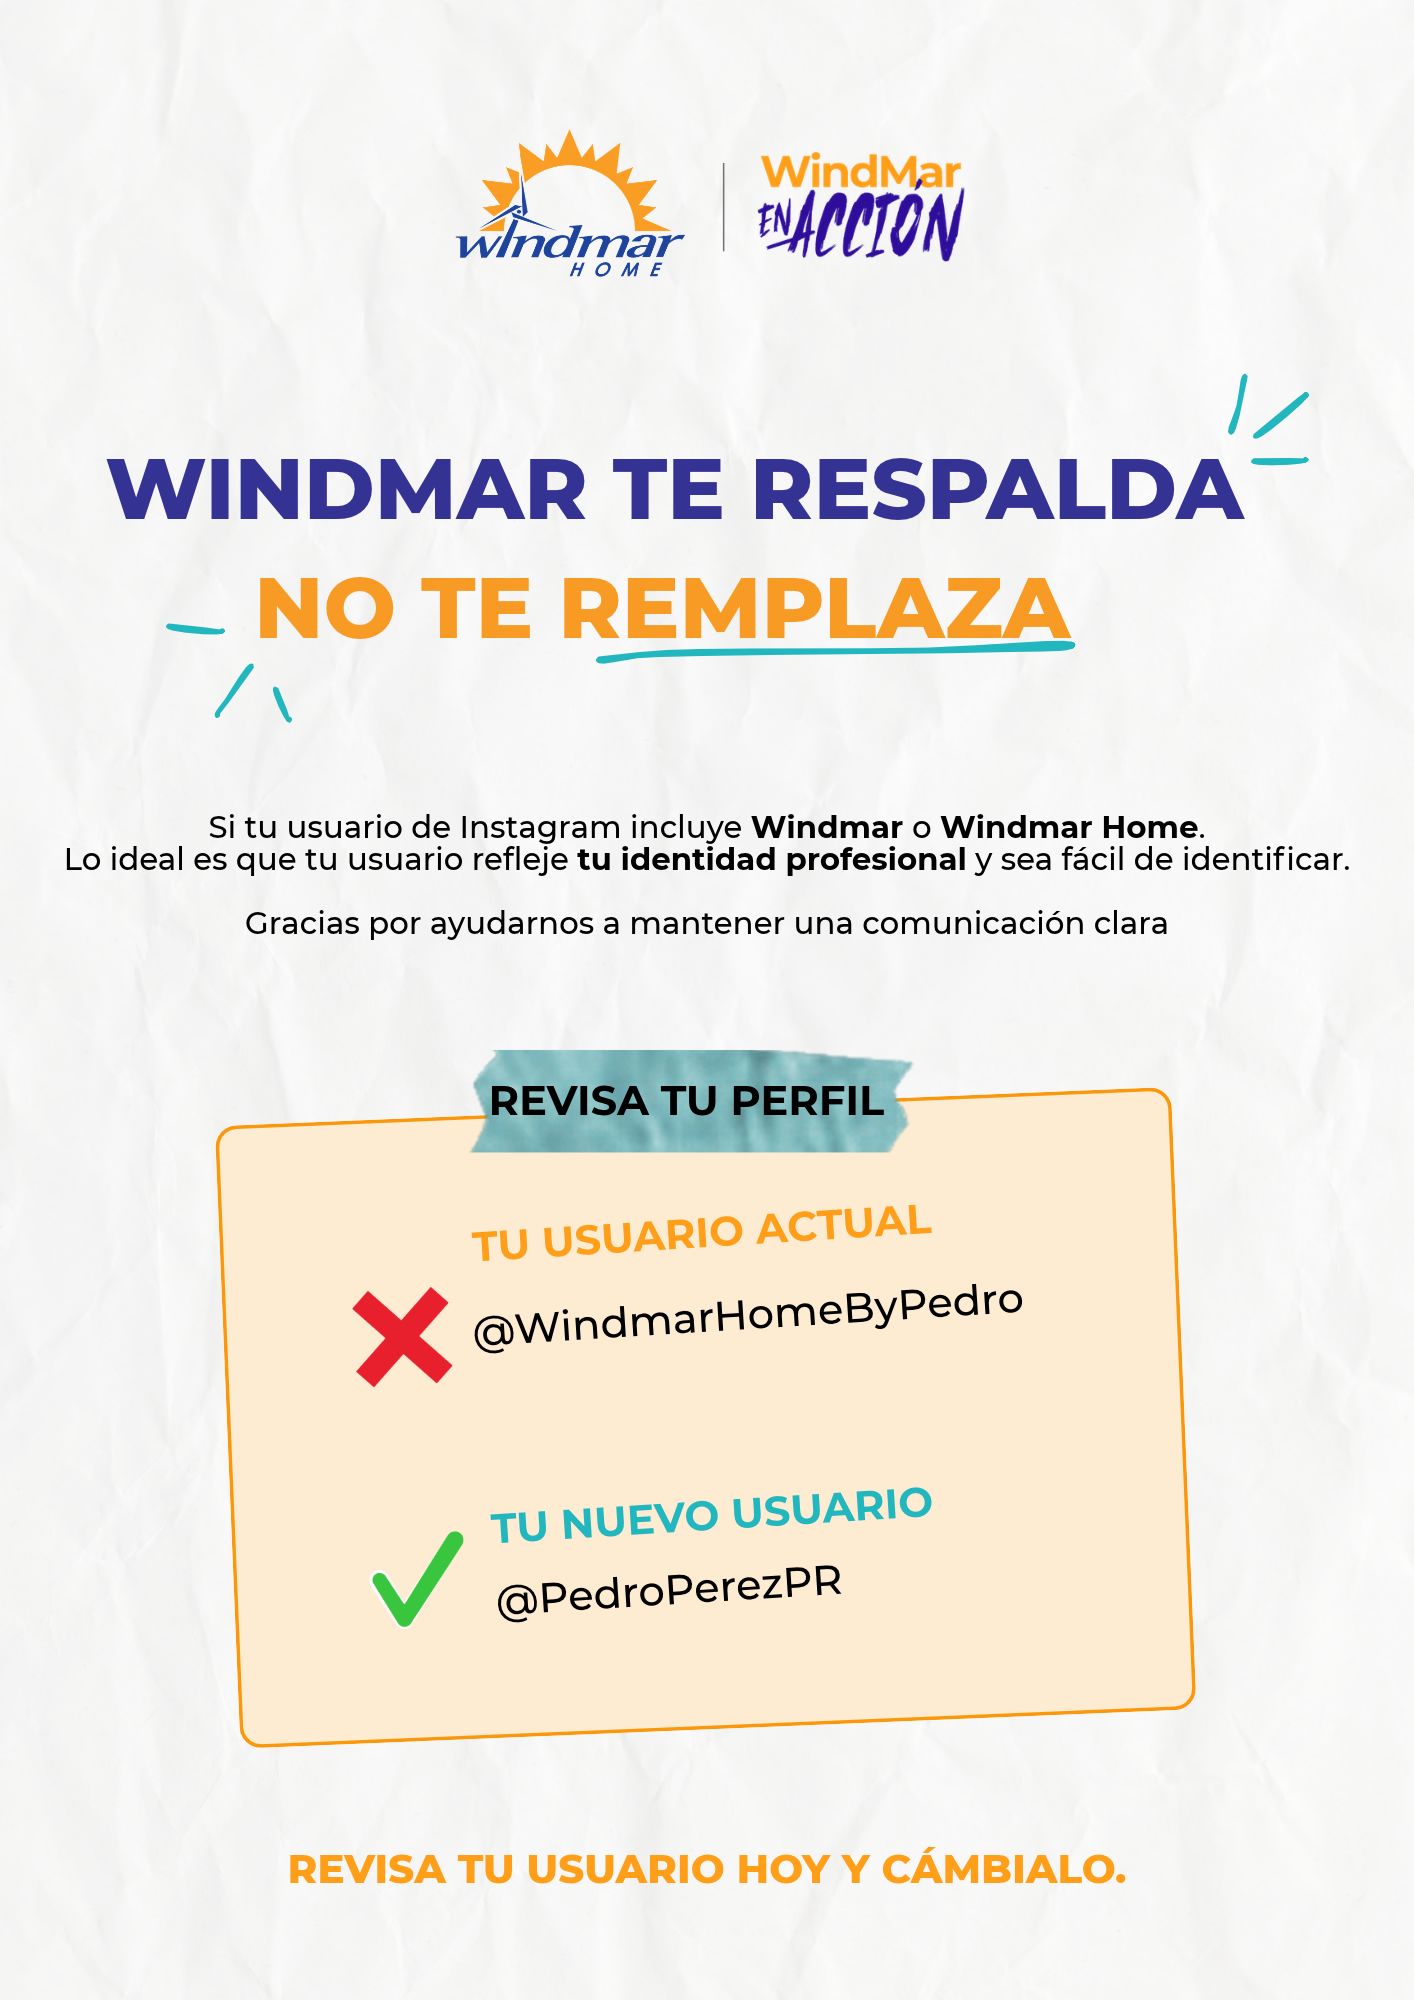 windmar
HOME
WindMar
EN ACCIÓN
WINDMAR TE RESPALDA
NO TE REMPLAZA
Si tu usuario de Instagram incluye Windmar o Windmar Home.
Lo ideal es que tu usuario refleje tu identidad profesional y sea fácil de identificar.
Gracias por ayudarnos a mantener una comunicación clara
REVISA TU PERFIL
TU USUARIO ACTUAL
@WindmarHomeByPedro
TU NUEVO USUARIO
@PedroPerezPR
REVISA TU USUARIO HOY Y CÁMBIALO.